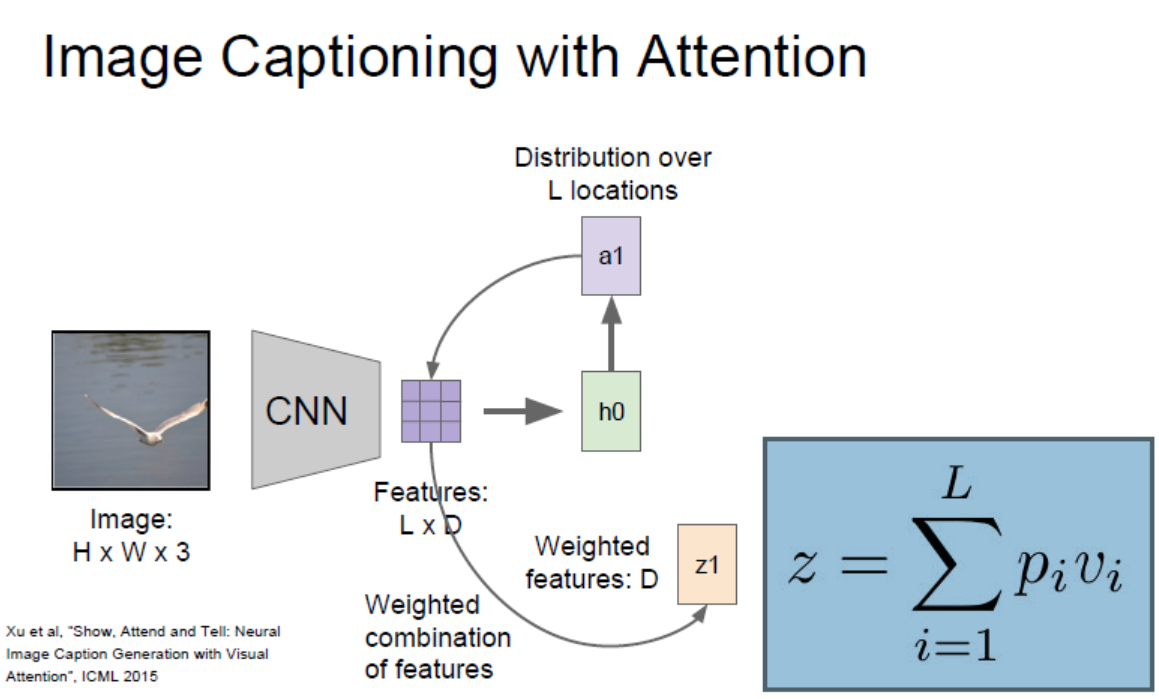 Image Captioning with Attention
Distribution over
L locations
a1
CNN
h0
Features:
L x D
Image:
H x W x 3
Weighted
features: D
z1
Weighted
combination
of features
z = \sum_{i=1}^{L} p_i v_i
Xu et al, "Show, Attend and Tell: Neural
Image Caption Generation with Visual
Attention", ICML 2015